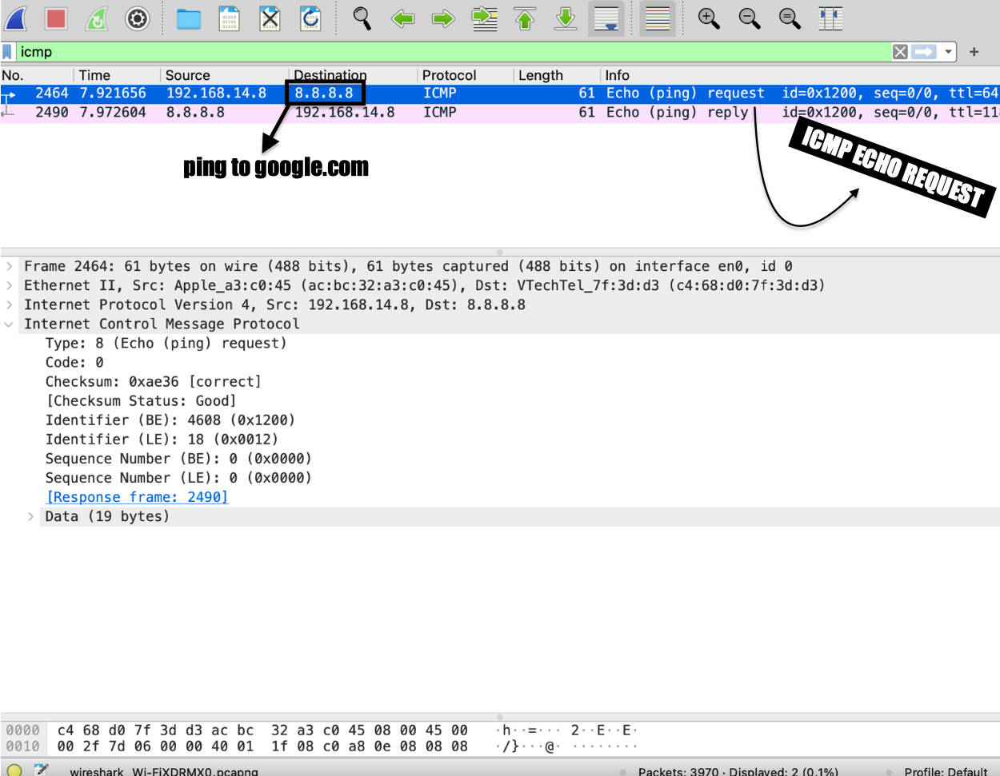 icmp
No. Time Source Destination Protocol Length Info
2464 7.921656 192.168.14.8 8.8.8.8 ICMP 61 Echo (ping) request id=0x1200, seq=0/0, ttl=64
2490 7.972604 8.8.8.8 192.168.14.8 ICMP 61 Echo (ping) reply id=0x1200, seq=0/0,
ping to google.com
ICMP ECHO REQUEST
Frame 2464: 61 bytes on wire (488 bits), 61 bytes captured (488 bits) on interface en0, id 0
Ethernet II, Src: Apple_a3:c0:45 (ac:bc:32:a3:c0:45), Dst: VTechTel_7f:3d:d3 (c4:68:d0:7f:3d:d3)
Internet Protocol Version 4, Src: 192.168.14.8, Dst: 8.8.8.8
Internet Control Message Protocol
Type: 8 (Echo (ping) request)
Code: 0
Checksum: 0xae36 [correct]
[Checksum Status: Good]
Identifier (BE): 4608 (0x1200)
Identifier (LE): 18 (0x0012)
Sequence Number (BE): 0 (0x0000)
Sequence Number (LE): 0 (0x0000)
[Response frame: 2490]
Data (19 bytes)
0000 c4 68 d0 7f 3d d3 ac bc 32 a3 c0 45 08 00 45 00 ·h··=··· 2··E··E·
0010 00 2f 7d 06 00 00 40 01 1f 08 c0 a8 0e 08 08 08 ·/}···@· ········
wireshark_Wi-FiXDRMX0.pcapng Packets: 3970 · Displayed: 2 (0.1%) Profile: Default